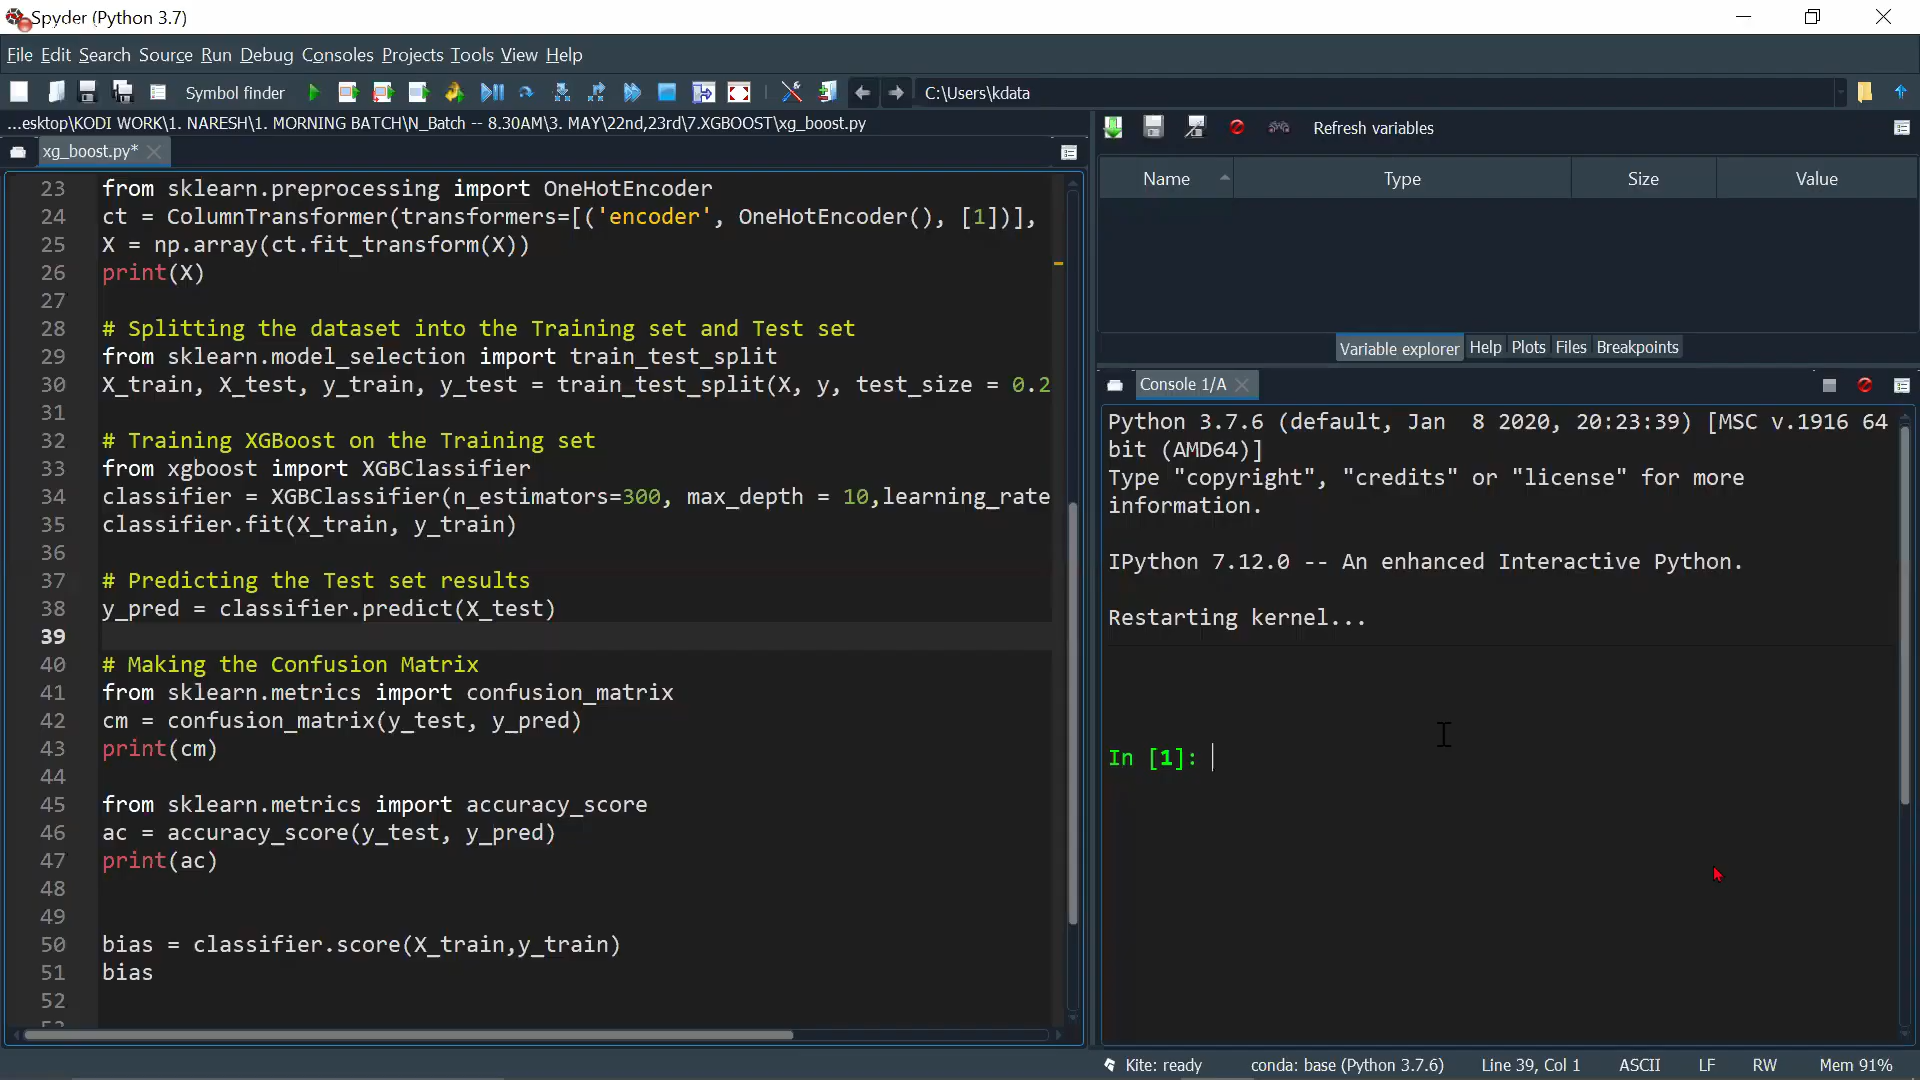 Spyder (Python 3.7)
File Edit Search Source Run Debug Consoles Projects Tools View Help
Symbol finder
C:\Users\kdata
...esktop\KODI WORK\1. NARESH\1. MORNING BATCH\N_Batch -- 8.30AM\3. MAY\22nd,23rd\7.XGBOOST\xg_boost.py
xg_boost.py*
23 from sklearn.preprocessing import OneHotEncoder
24 ct = ColumnTransformer(transformers=[('encoder', OneHotEncoder(), [1])],
25 X = np.array(ct.fit_transform(X))
26 print(X)
27
28 # Splitting the dataset into the Training set and Test set
29 from sklearn.model_selection import train_test_split
30 X_train, X_test, y_train, y_test = train_test_split(X, y, test_size = 0.2
31
32 # Training XGBoost on the Training set
33 from xgboost import XGBClassifier
34 classifier = XGBClassifier(n_estimators=300, max_depth = 10,learning_rate
35 classifier.fit(X_train, y_train)
36
37 # Predicting the Test set results
38 y_pred = classifier.predict(X_test)
39
40 # Making the Confusion Matrix
41 from sklearn.metrics import confusion_matrix
42 cm = confusion_matrix(y_test, y_pred)
43 print(cm)
44
45 from sklearn.metrics import accuracy_score
46 ac = accuracy_score(y_test, y_pred)
47 print(ac)
48
49
50 bias = classifier.score(X_train,y_train)
51 bias
52
Refresh variables
Name Type Size Value
Variable explorer Help Plots Files Breakpoints
Console 1/A
Python 3.7.6 (default, Jan  8 2020, 20:23:39) [MSC v.1916 64
bit (AMD64)]
Type "copyright", "credits" or "license" for more
information.
IPython 7.12.0 -- An enhanced Interactive Python.
Restarting kernel...
In [1]:
Kite: ready conda: base (Python 3.7.6) Line 39, Col 1 ASCII LF RW Mem 91%